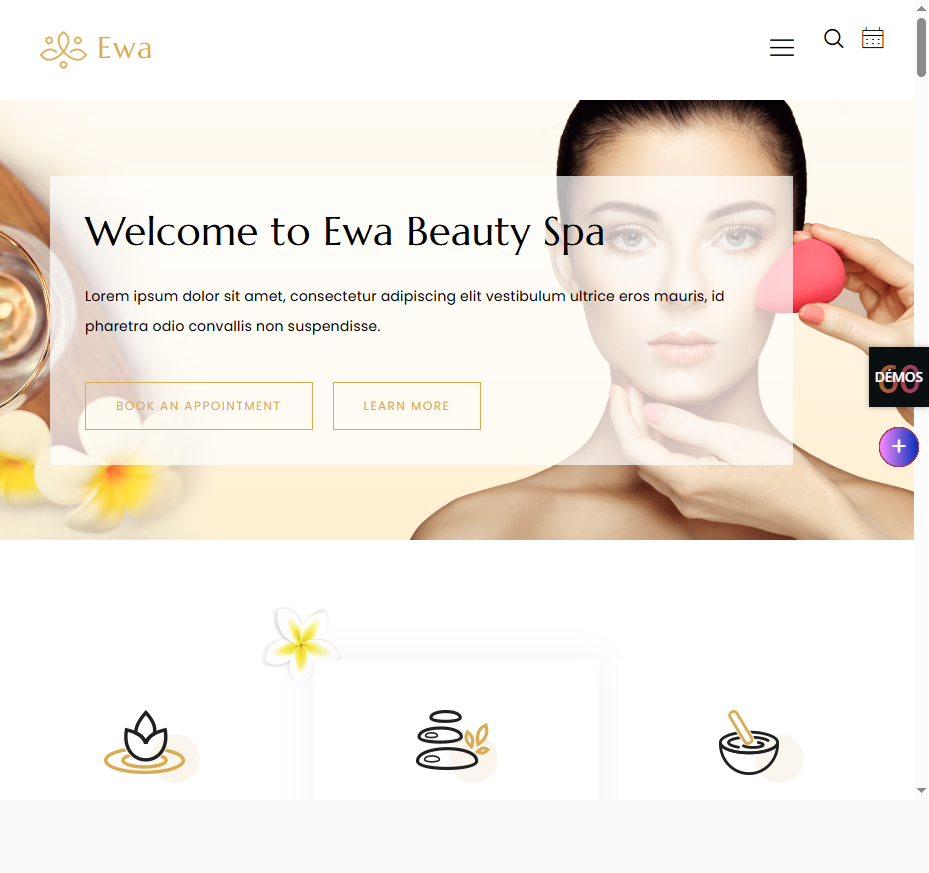 Ewa
Welcome to Ewa Beauty Spa
Lorem ipsum dolor sit amet, consectetur adipiscing elit vestibulum ultrice eros mauris, id
pharetra odio convallis non suspendisse.
BOOK AN APPOINTMENT
LEARN MORE
60
DÉMOS
+